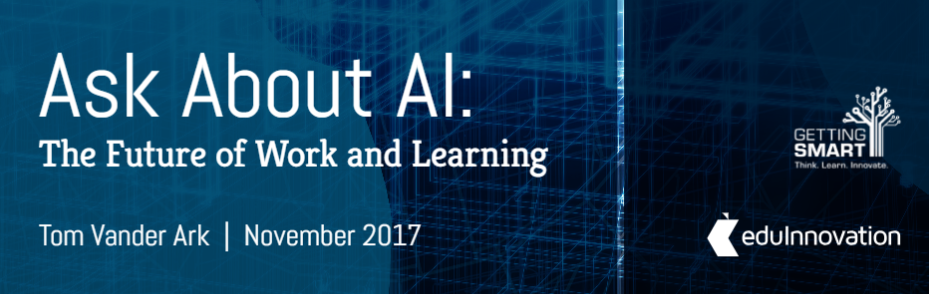 Ask About AI:
The Future of Work and Learning
Tom Vander Ark | November 2017
GETTING
SMART
Think. Learn. Innovate.
eduInnovation